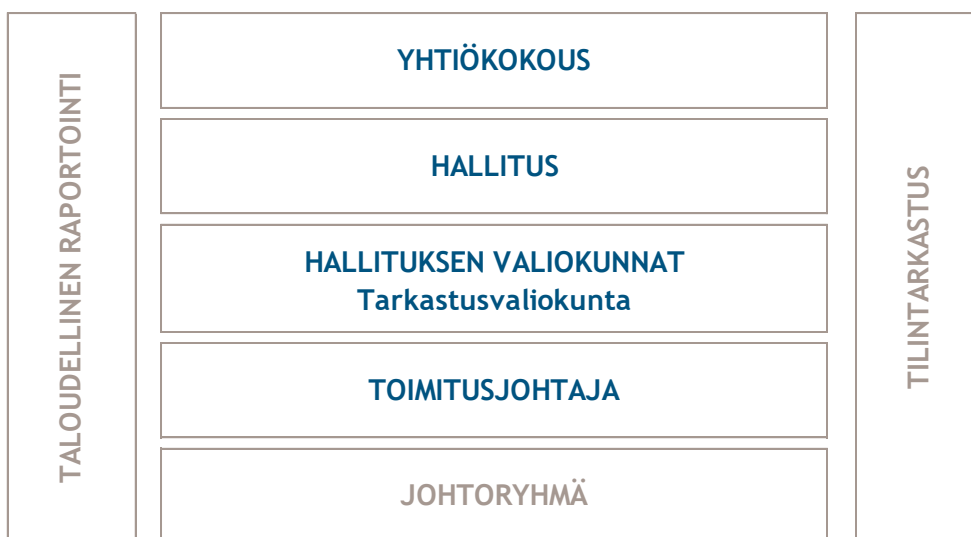 TALOUDELLINEN RAPORTOINTI
YHTIÖKOKOUS
HALLITUS
HALLITUKSEN VALIOKUNNAT
Tarkastusvaliokunta
TOIMITUSJOHTAJA
JOHTORYHMÄ
TILINTARKASTUS